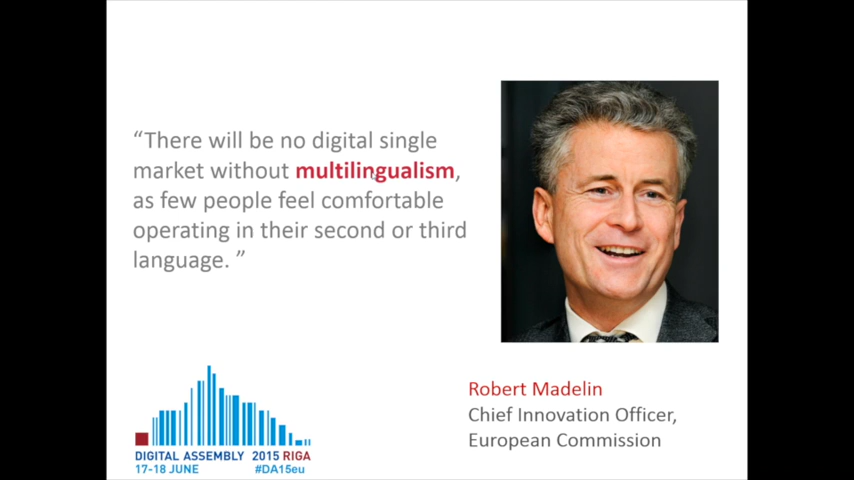 “There will be no digital single
market without multilingualism,
as few people feel comfortable
operating in their second or third
language. ”
Robert Madelin
Chief Innovation Officer,
European Commission
DIGITAL ASSEMBLY 2015 RIGA
17-18 JUNE #DA15eu